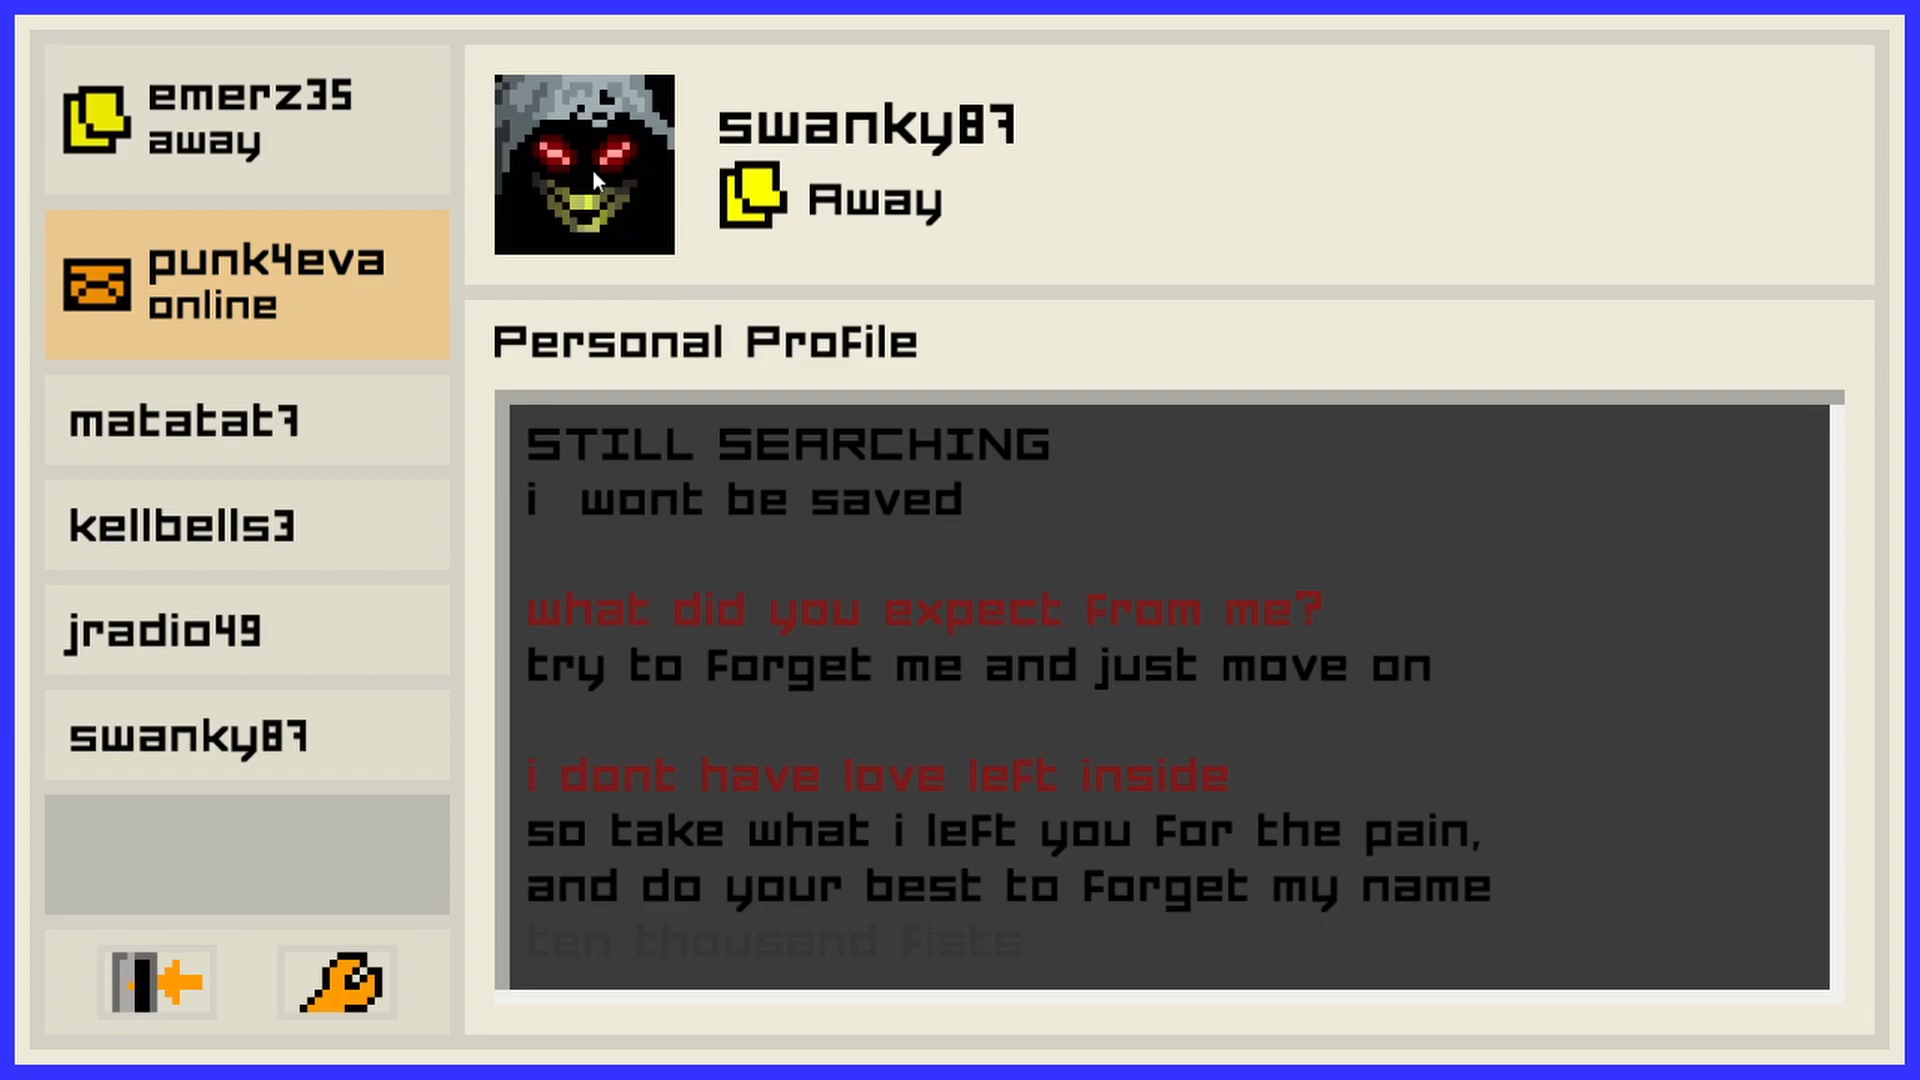 emerz35
away
punk4eva
online
matatat7
kellbells3
jradio49
swanky87
swanky87
Away
Personal Profile
STILL SEARCHING
i  wont be saved
what did you expect from me?
try to forget me and just move on
i dont have love left inside
so take what i left you for the pain,
and do your best to forget my name
ten thousand fists